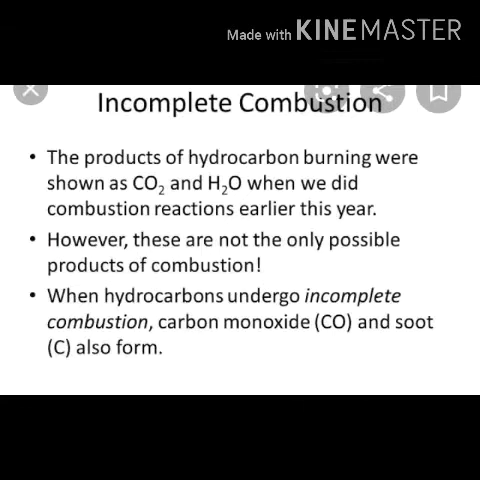 Made with KINEMASTER
Incomplete Combustion
• The products of hydrocarbon burning were
shown as CO₂ and H₂O when we did
combustion reactions earlier this year.
• However, these are not the only possible
products of combustion!
• When hydrocarbons undergo incomplete
combustion, carbon monoxide (CO) and soot
(C) also form.